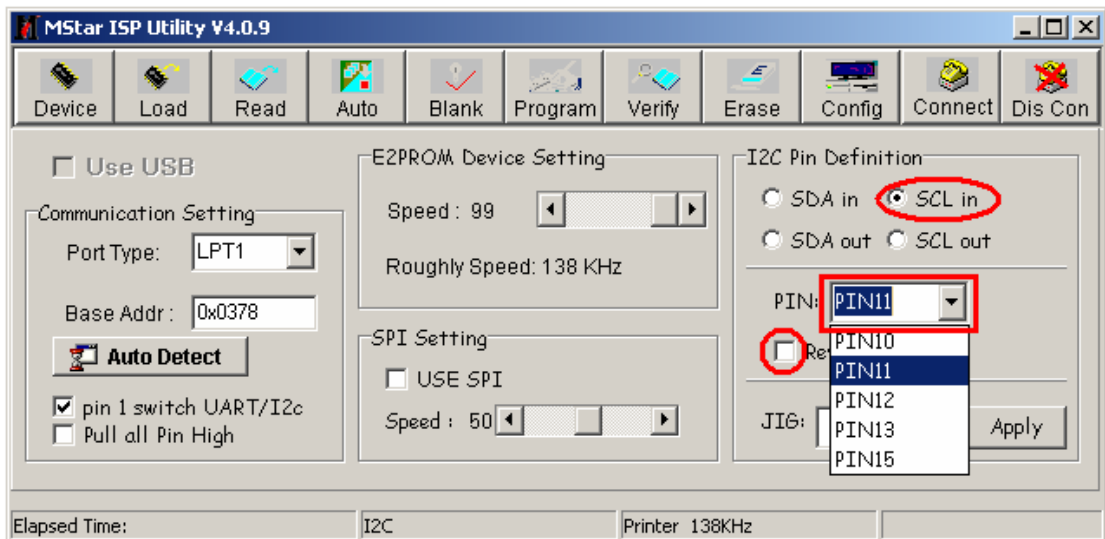 MStar ISP Utility V4.0.9
Device Load Read Auto Blank Program Verify Erase Config Connect Dis Con
Use USB
Communication Setting
Port Type: LPT1
Base Addr : 0x0378
Auto Detect
pin 1 switch UART/I2c
Pull all Pin High
E2PROM Device Setting
Speed : 99
Roughly Speed: 138 KHz
SPI Setting
USE SPI
Speed : 50
I2C Pin Definition
SDA in SCL in
SDA out SCL out
PIN: PIN11
PIN10
PIN11
PIN12
PIN13
PIN15
JIG:
Apply
Elapsed Time: I2C Printer 138KHz